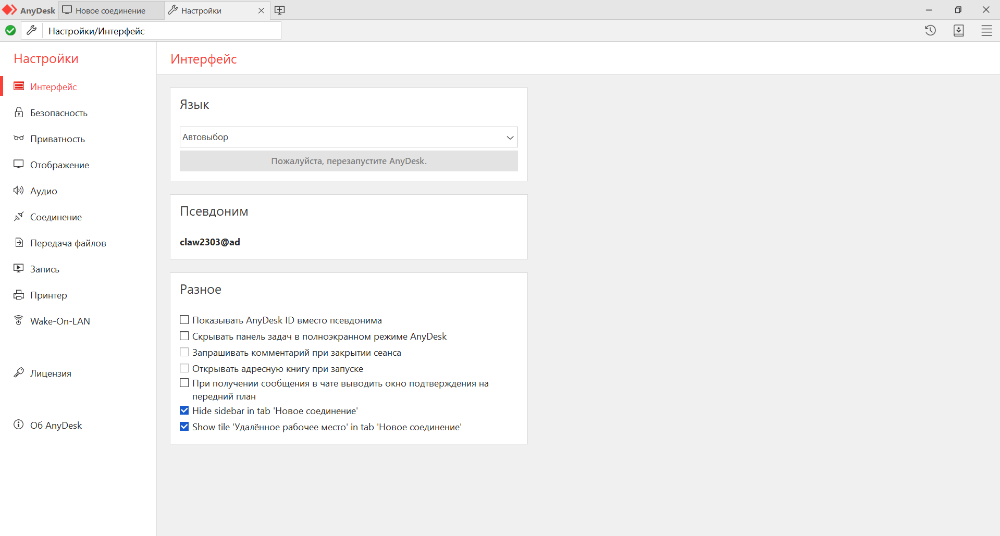 AnyDesk
Новое соединение
Настройки
Настройки/Интерфейс
Настройки
Интерфейс
Безопасность
Приватность
Отображение
Аудио
Соединение
Передача файлов
Запись
Принтер
Wake-On-LAN
Лицензия
Об AnyDesk
Интерфейс
Язык
Автовыбор
Пожалуйста, перезапустите AnyDesk.
Псевдоним
claw2303@ad
Разное
Показывать AnyDesk ID вместо псевдонима
Скрывать панель задач в полноэкранном режиме AnyDesk
Запрашивать комментарий при закрытии сеанса
Открывать адресную книгу при запуске
При получении сообщения в чате выводить окно подтверждения на
передний план
Hide sidebar in tab 'Новое соединение'
Show tile 'Удалённое рабочее место' in tab 'Новое соединение'